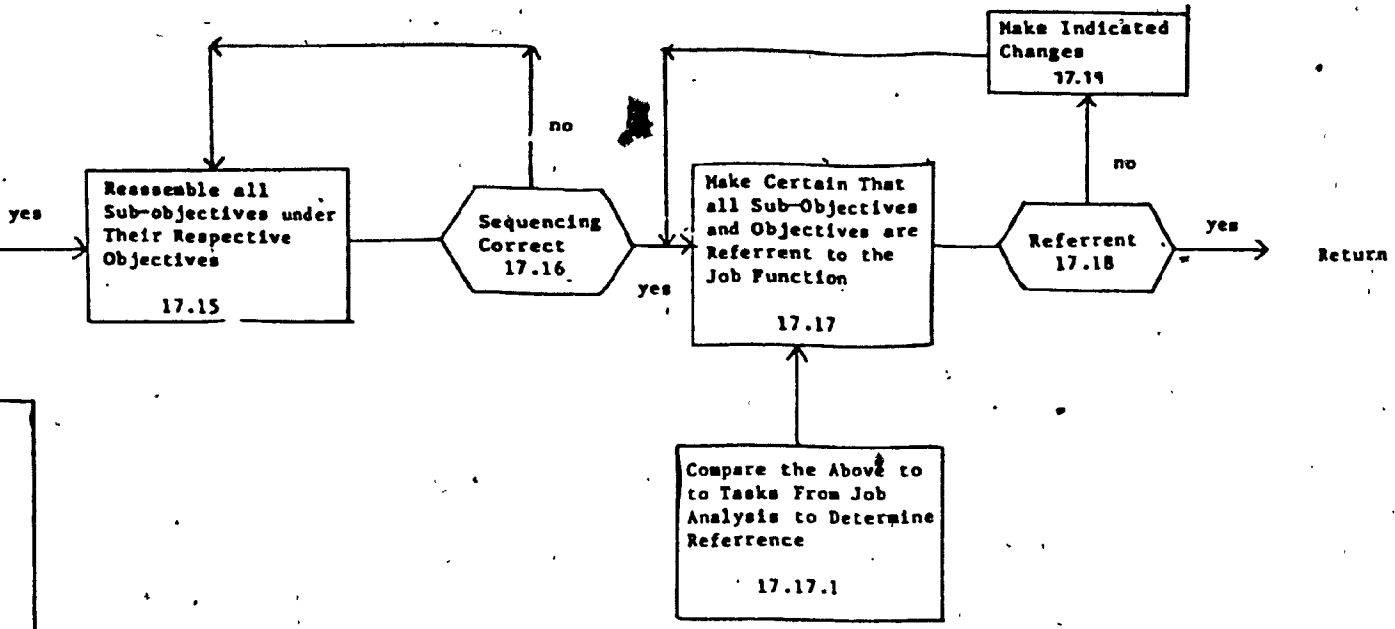 Make Indicated
Changes
17.19
no
no
yes
Reassemble all
Sub-objectives under
Their Respective
Objectives
17.15
Sequencing
Correct
17.16
yes
Make Certain That
all Sub-Objectives
and Objectives are
Referrent to the
Job Function
17.17
Referrent
17.18
yes
Return
Compare the Above to
to Tasks From Job
Analysis to Determine
Referrence
17.17.1